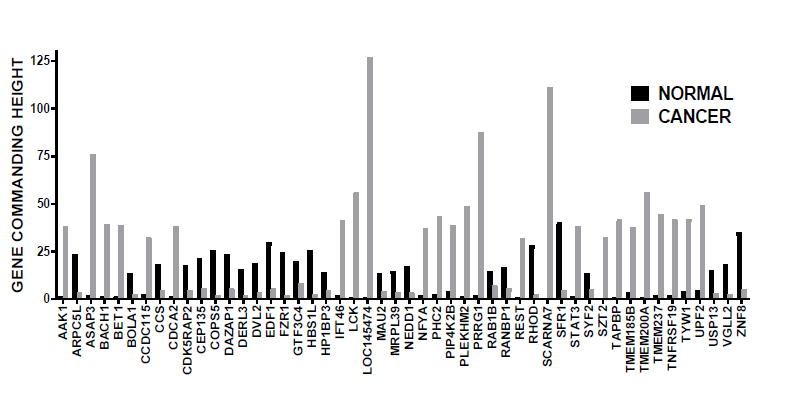 GENE COMMANDING HEIGHT
125
100
75
50
25
0
NORMAL
CANCER
AAK1
ARPC5L
ASAP3
BACH1
BET1
BOLA1
CCDC115
CCS
CDCA2
CDK5RAP2
CEP135
COPS5
DAZAP1
DERL3
DVL2
EDF1
FZR1
GTF3C4
HBS1L
HP1BP3
IFT46
LCK
LOC145474
MAU2
MRPL39
NEDD1
NFYA
PHC2
PIP4K2B
PLEKHM2
PRRG1
RAB1B
RANBP1
REST
RHOD
SCARNA7
SFR1
STAT3
SYF2
SZT2
TAPBP
TMEM185B
TMEM200A
TMEM237
TNFRSF19
TYW1
UPF2
USP13
VGLL2
ZNF8